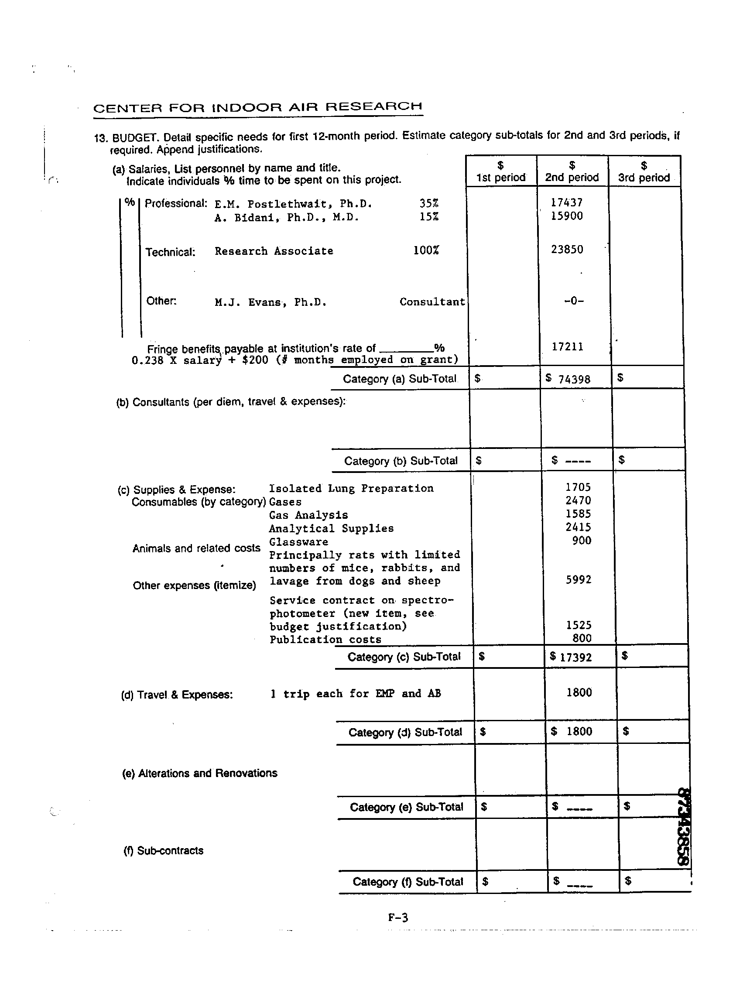 CENTER FOR INDOOR AIR RESEARCH
13. BUDGET. Detail specific needs for first 12-month period. Estimate category sub-totals for 2nd and 3rd periods, if
required. Append justifications.
(a) Salaries, List personnel by name and title.
Indicate individuals % time to be spent on this project.
$ 1st period $ 2nd period $ 3rd period
% Professional: E.M. Postlethwait, Ph.D. 35% 17437
A. Bidani, Ph.D., M.D. 15% 15900
Technical: Research Associate 100% 23850
Other: M.J. Evans, Ph.D. Consultant -0-
Fringe benefits payable at institution's rate of ________% 17211
0.238 X salary + $200 (# months employed on grant)
Category (a) Sub-Total $ $ 74398 $
(b) Consultants (per diem, travel & expenses):
Category (b) Sub-Total $ $ ---- $
(c) Supplies & Expense: Isolated Lung Preparation 1705
Consumables (by category) Gases 2470
Gas Analysis 1585
Analytical Supplies 2415
Glassware 900
Animals and related costs Principally rats with limited
numbers of mice, rabbits, and
Other expenses (itemize) lavage from dogs and sheep 5992
Service contract on spectro-
photometer (new item, see
budget justification) 1525
Publication costs 800
Category (c) Sub-Total $ $ 17392 $
(d) Travel & Expenses: 1 trip each for EMP and AB 1800
Category (d) Sub-Total $ $ 1800 $
(e) Alterations and Renovations
Category (e) Sub-Total $ $ ---- $
(f) Sub-contracts
Category (f) Sub-Total $ $ ---- $
87343858
F-3